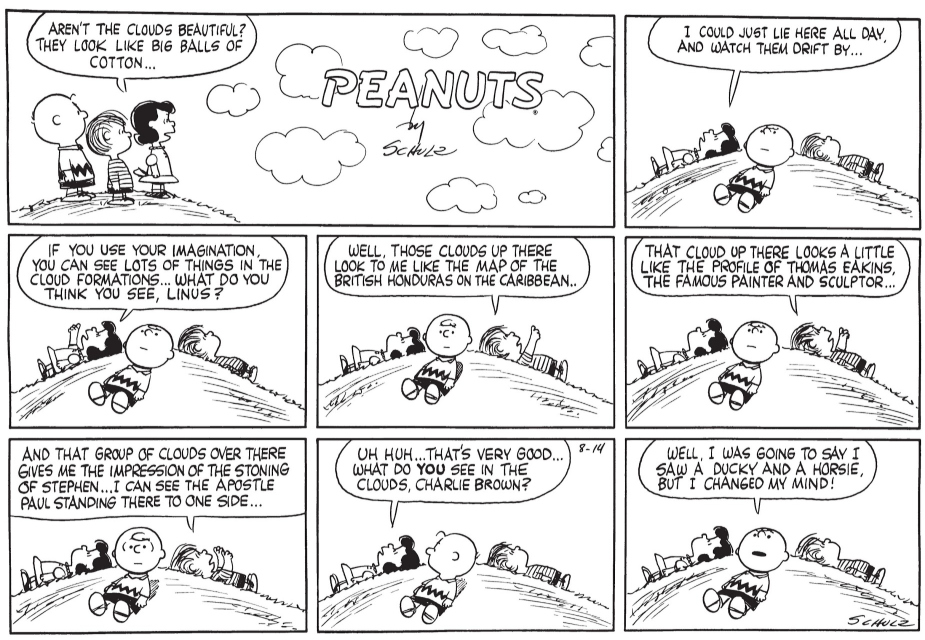 AREN'T THE CLOUDS BEAUTIFUL?
THEY LOOK LIKE BIG BALLS OF
COTTON...
PEANUTS
®
by
SCHULZ
I COULD JUST LIE HERE ALL DAY,
AND WATCH THEM DRIFT BY...
IF YOU USE YOUR IMAGINATION,
YOU CAN SEE LOTS OF THINGS IN THE
CLOUD FORMATIONS... WHAT DO YOU
THINK YOU SEE, LINUS?
WELL, THOSE CLOUDS UP THERE
LOOK TO ME LIKE THE MAP OF THE
BRITISH HONDURAS ON THE CARIBBEAN..
THAT CLOUD UP THERE LOOKS A LITTLE
LIKE THE PROFILE OF THOMAS EAKINS,
THE FAMOUS PAINTER AND SCULPTOR...
AND THAT GROUP OF CLOUDS OVER THERE
GIVES ME THE IMPRESSION OF THE STONING
OF STEPHEN...I CAN SEE THE APOSTLE
PAUL STANDING THERE TO ONE SIDE...
UH HUH...THAT'S VERY GOOD...
WHAT DO YOU SEE IN THE
CLOUDS, CHARLIE BROWN?
8-14
WELL, I WAS GOING TO SAY I
SAW A DUCKY AND A HORSIE,
BUT I CHANGED MY MIND!
SCHULZ